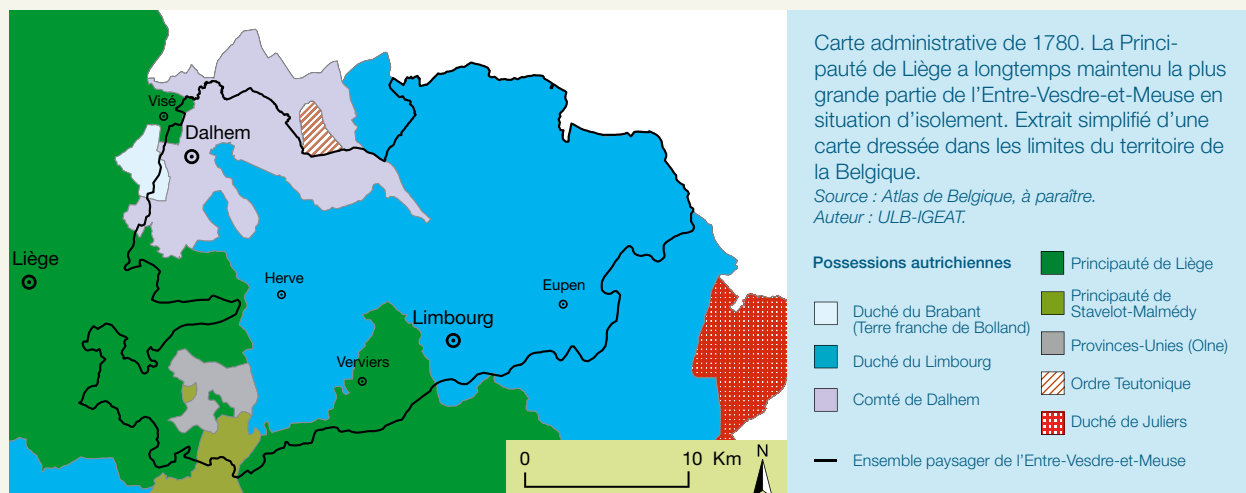 Visé
Dalhem
Liège
Herve
Eupen
Limbourg
Verviers
0 10 Km
N
Carte administrative de 1780. La Princi-
pauté de Liège a longtemps maintenu la plus
grande partie de l'Entre-Vesdre-et-Meuse en
situation d'isolement. Extrait simplifié d'une
carte dressée dans les limites du territoire de
la Belgique.
Source : Atlas de Belgique, à paraître.
Auteur : ULB-IGEAT.
Possessions autrichiennes
Duché du Brabant
(Terre franche de Bolland)
Duché du Limbourg
Comté de Dalhem
Principauté de Liège
Principauté de
Stavelot-Malmédy
Provinces-Unies (Olne)
Ordre Teutonique
Duché de Juliers
Ensemble paysager de l'Entre-Vesdre-et-Meuse